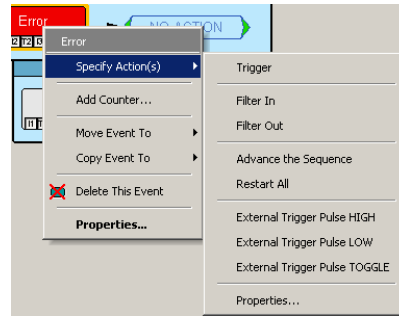 Error
NO ACTION
Error
Specify Action(s)
Add Counter...
Move Event To
Copy Event To
Delete This Event
Properties...
Trigger
Filter In
Filter Out
Advance the Sequence
Restart All
External Trigger Pulse HIGH
External Trigger Pulse LOW
External Trigger Pulse TOGGLE
Properties...